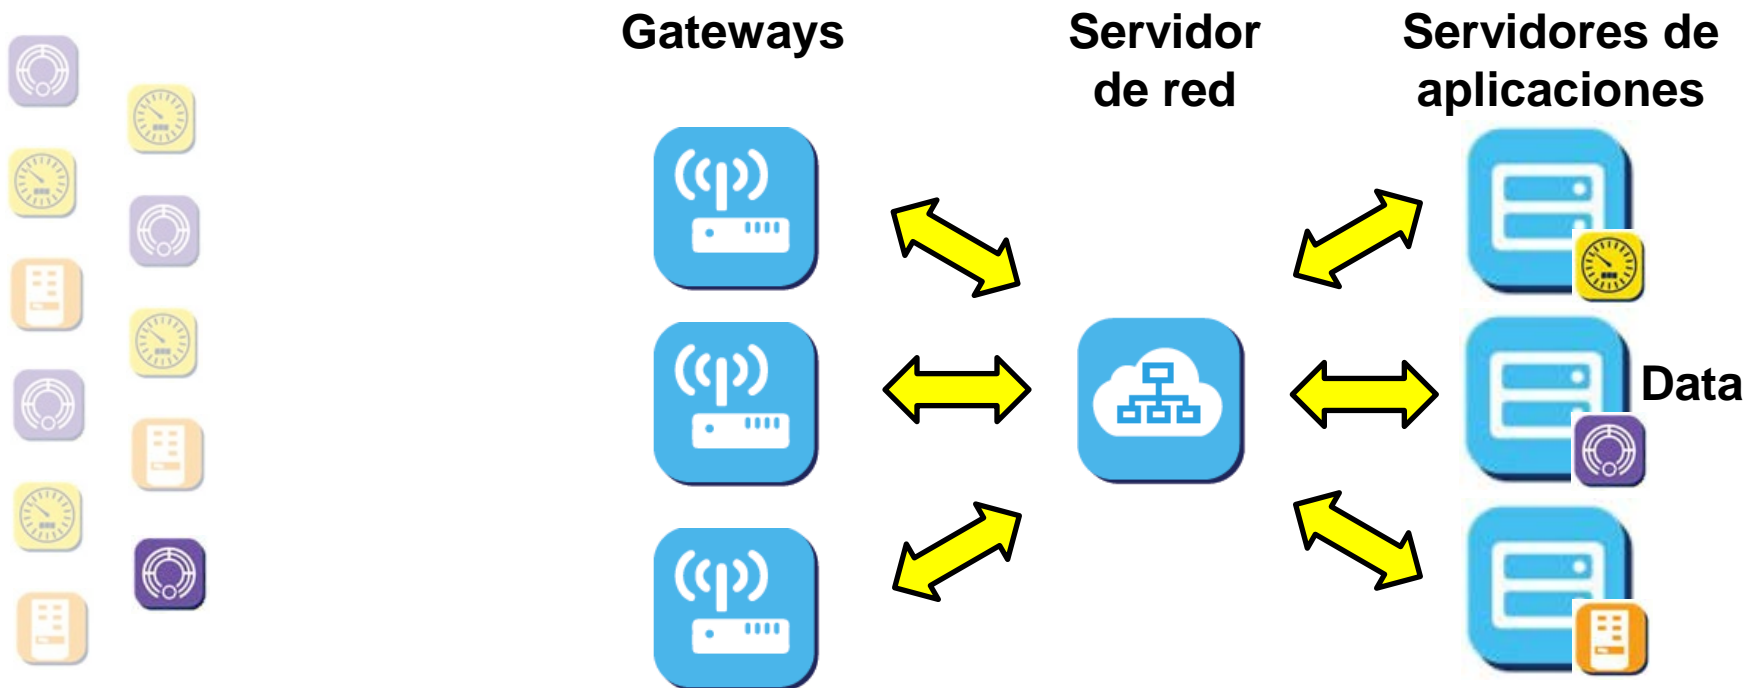 Gateways
Servidor
de red
Servidores de
aplicaciones
Data